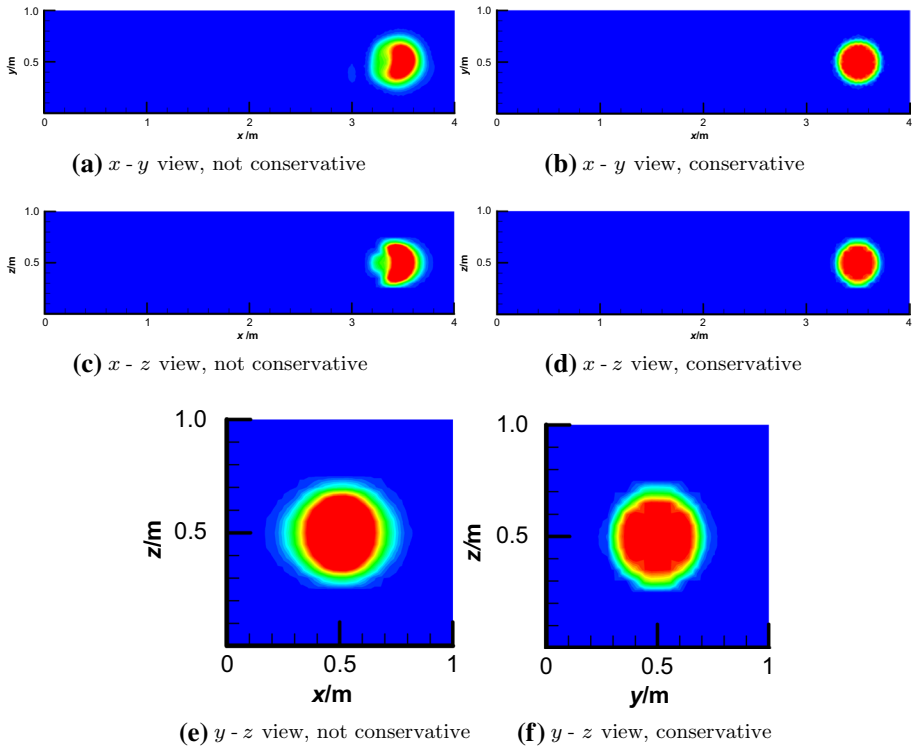 1.0
y/m
0.5
0 1 2 3 4
x /m
(a) x - y view, not conservative
1.0
y/m
0.5
0 1 2 3 4
x/m
(b) x - y view, conservative
1.0
z/m
0.5
0 1 2 3 4
x/m
(c) x - z view, not conservative
1.0
z/m
0.5
0 1 2 3 4
x/m
(d) x - z view, conservative
1.0
z/m
0.5
0 0.5 1
x/m
(e) y - z view, not conservative
1.0
z/m
0.5
0 0.5 1
y/m
(f) y - z view, conservative